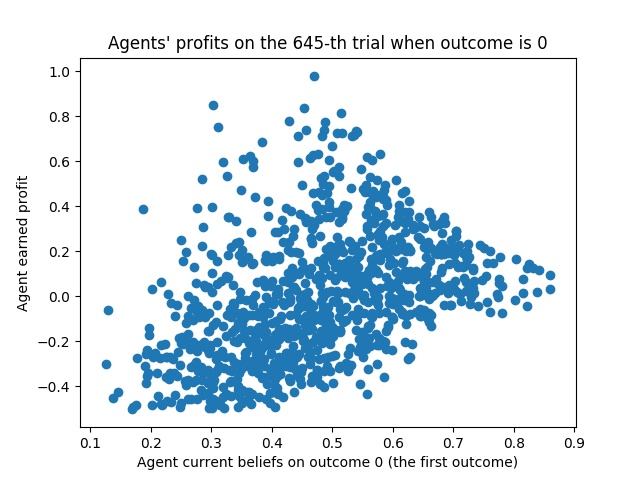 Agents' profits on the 645-th trial when outcome is 0
1.0
0.8
0.6
0.4
0.2
0.0
−0.2
−0.4
Agent earned profit
0.1 0.2 0.3 0.4 0.5 0.6 0.7 0.8 0.9
Agent current beliefs on outcome 0 (the first outcome)